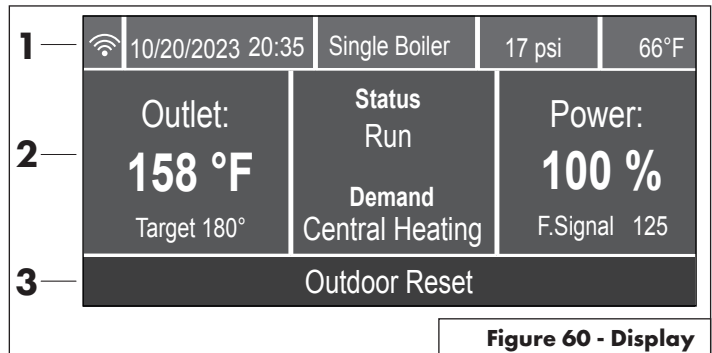 1
10/20/2023 20:35 Single Boiler 17 psi 66°F
2
Outlet:
158 °F
Target 180°
Status
Run
Demand
Central Heating
Power:
100 %
F.Signal 125
3
Outdoor Reset
Figure 60 - Display